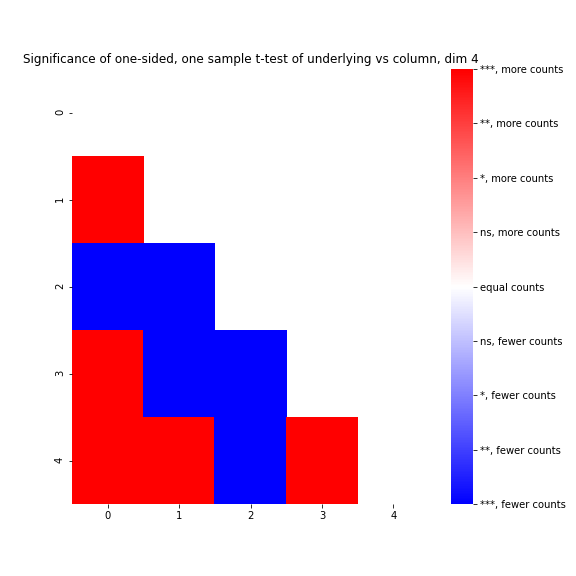 Significance of one-sided, one sample t-test of underlying vs column, dim 4
0
1
2
3
4
0 1 2 3 4
***, more counts
**, more counts
*, more counts
ns, more counts
equal counts
ns, fewer counts
*, fewer counts
**, fewer counts
***, fewer counts